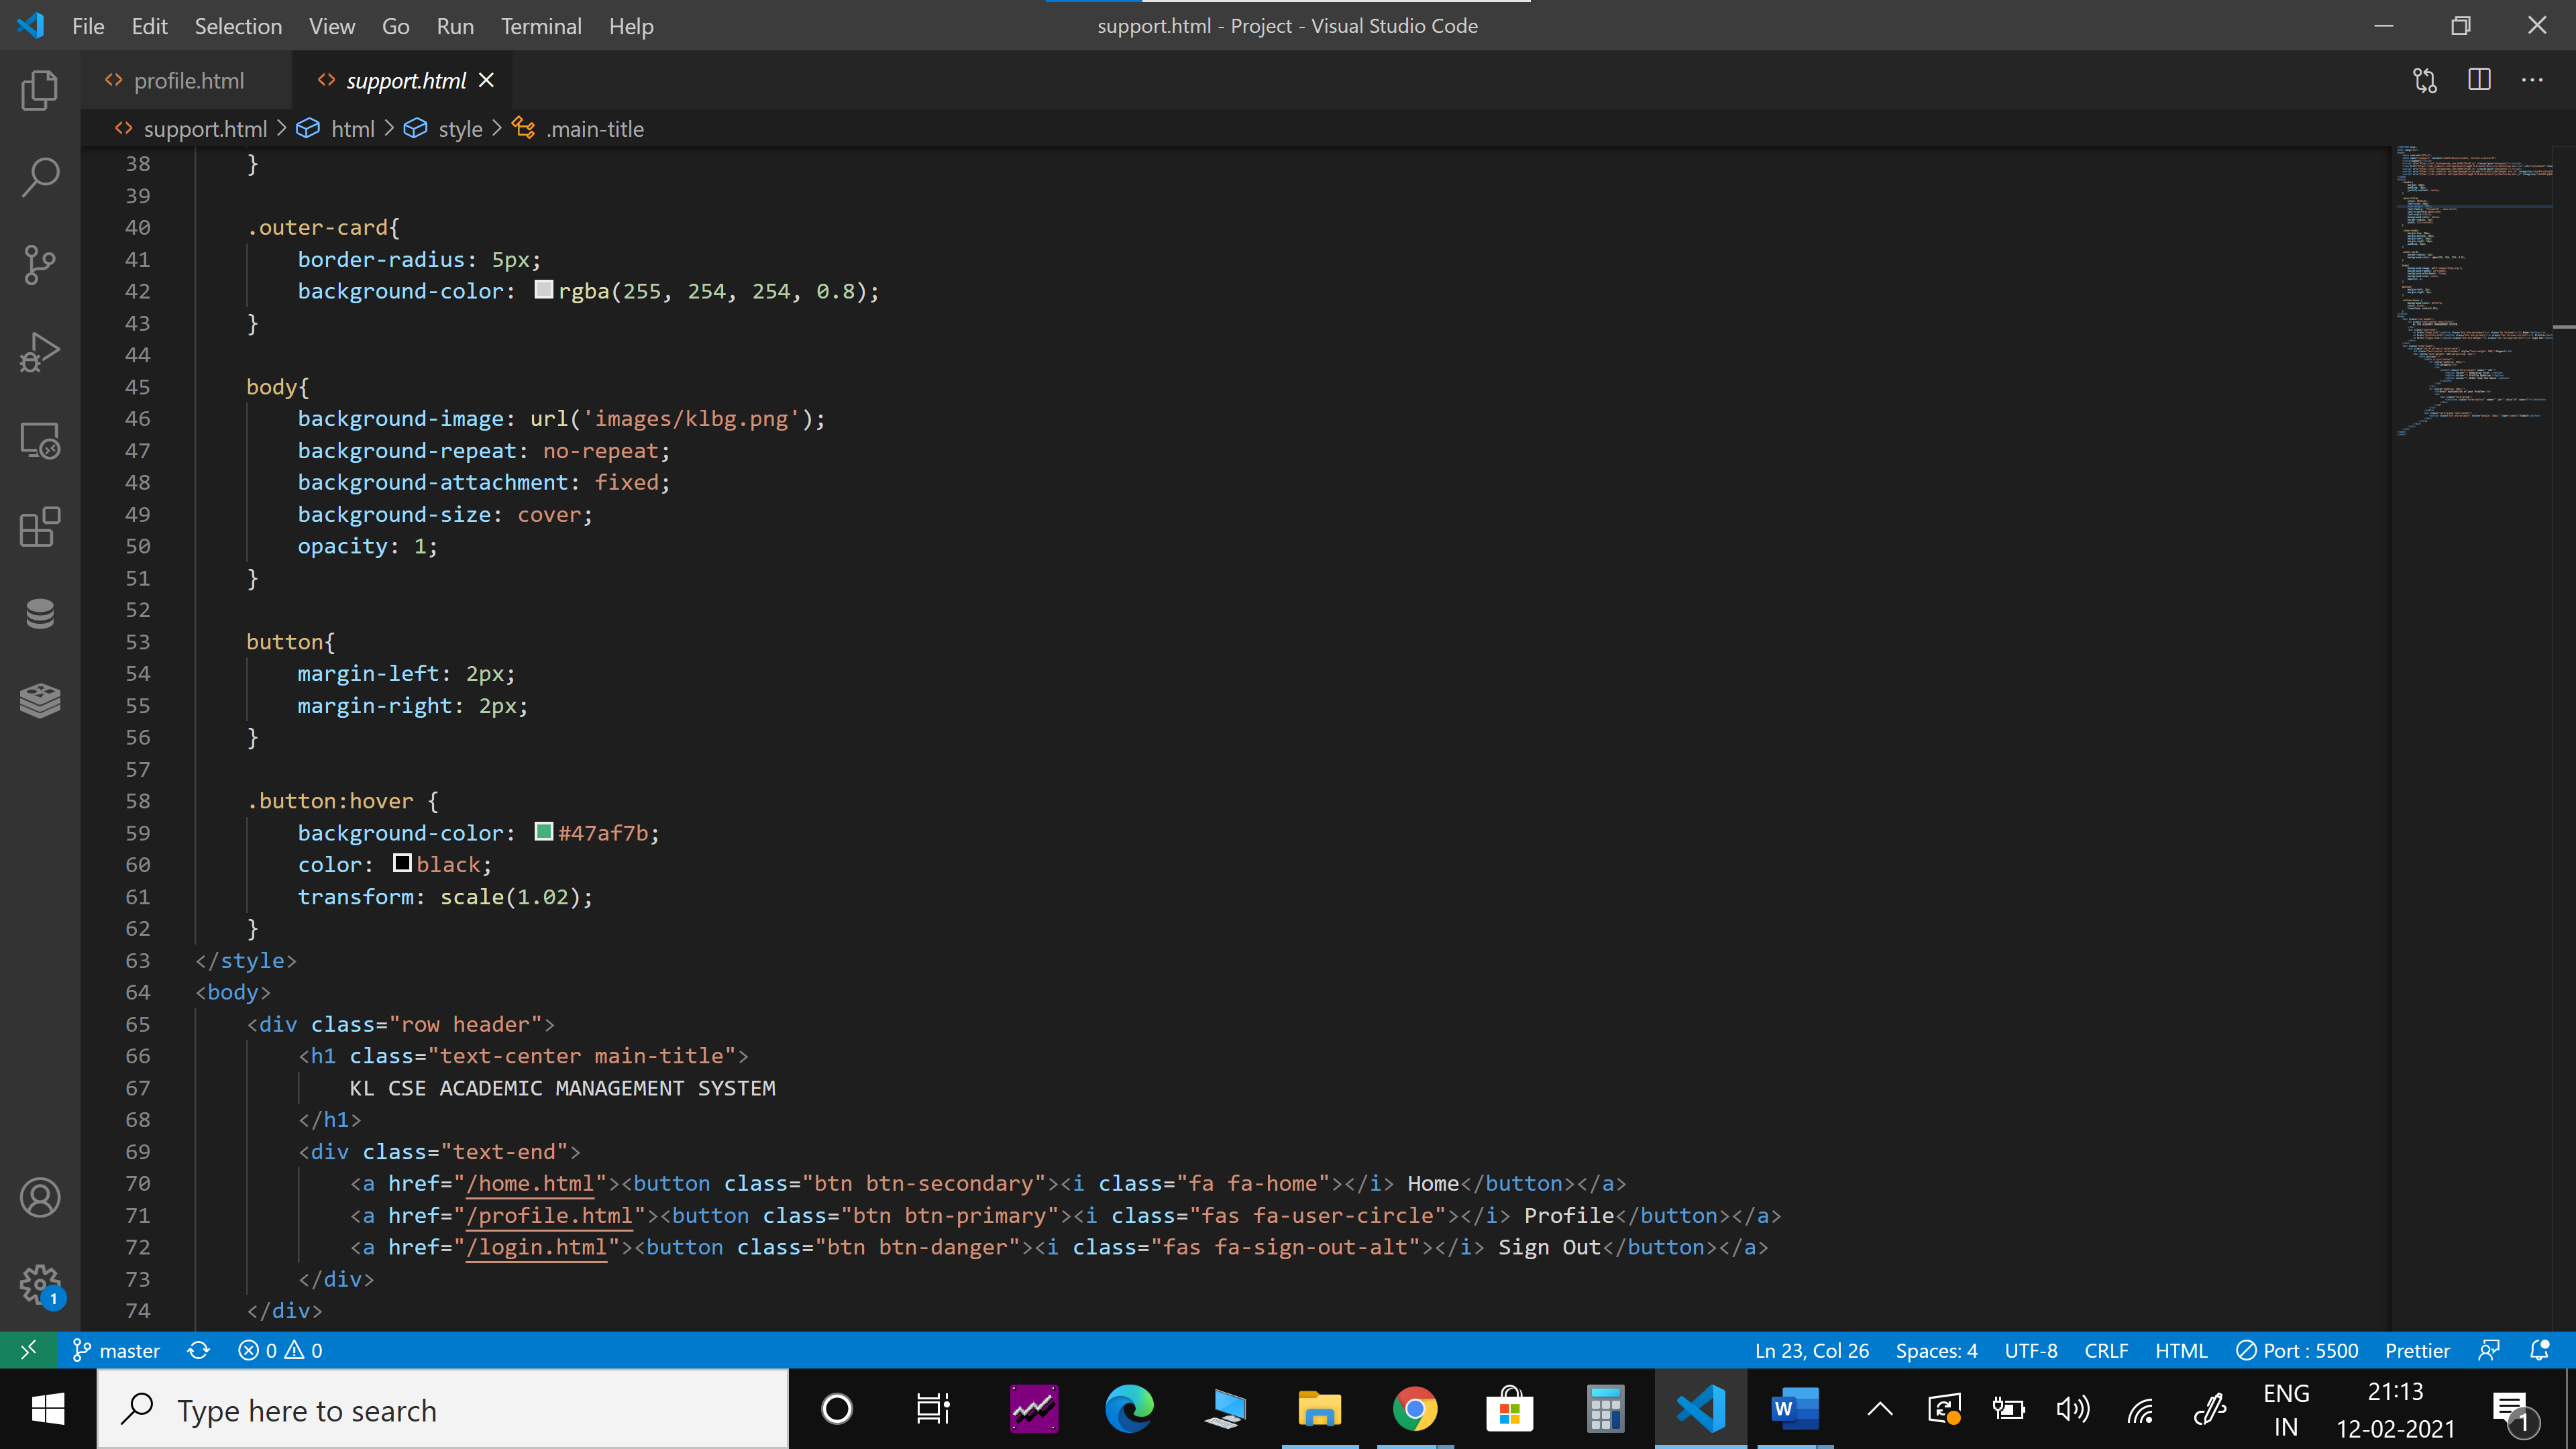 File Edit Selection View Go Run Terminal Help support.html - Project - Visual Studio Code
profile.html support.html
support.html > html > style > .main-title
38 }
39
40 .outer-card{
41 border-radius: 5px;
42 background-color: rgba(255, 254, 254, 0.8);
43 }
44
45 body{
46 background-image: url('images/klbg.png');
47 background-repeat: no-repeat;
48 background-attachment: fixed;
49 background-size: cover;
50 opacity: 1;
51 }
52
53 button{
54 margin-left: 2px;
55 margin-right: 2px;
56 }
57
58 .button:hover {
59 background-color: #47af7b;
60 color: black;
61 transform: scale(1.02);
62 }
63 </style>
64 <body>
65 <div class="row header">
66 <h1 class="text-center main-title">
67 KL CSE ACADEMIC MANAGEMENT SYSTEM
68 </h1>
69 <div class="text-end">
70 <a href="/home.html"><button class="btn btn-secondary"><i class="fa fa-home"></i> Home</button></a>
71 <a href="/profile.html"><button class="btn btn-primary"><i class="fas fa-user-circle"></i> Profile</button></a>
72 <a href="/login.html"><button class="btn btn-danger"><i class="fas fa-sign-out-alt"></i> Sign Out</button></a>
73 </div>
74 </div>
1
master 0 0 Ln 23, Col 26 Spaces: 4 UTF-8 CRLF HTML Port : 5500 Prettier
Type here to search W ENG IN 21:13 12-02-2021 1